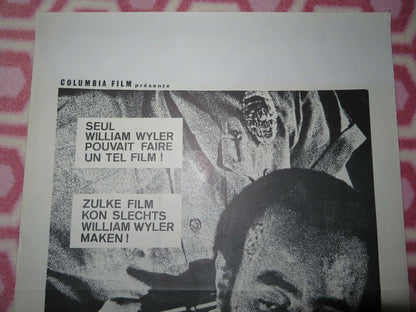 COLUMBIA FILM présente
SEUL
WILLIAM WYLER
POUVAIT FAIRE
UN TEL FILM !
ZULKE FILM
KON SLECHTS
WILLIAM WYLER
MAKEN !